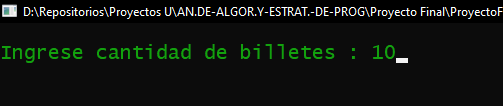 D:\Repositorios\Proyectos U\AN.DE-ALGOR.Y-ESTRAT.-DE-PROG\Proyecto Final\ProyectoF
Ingrese cantidad de billetes : 10